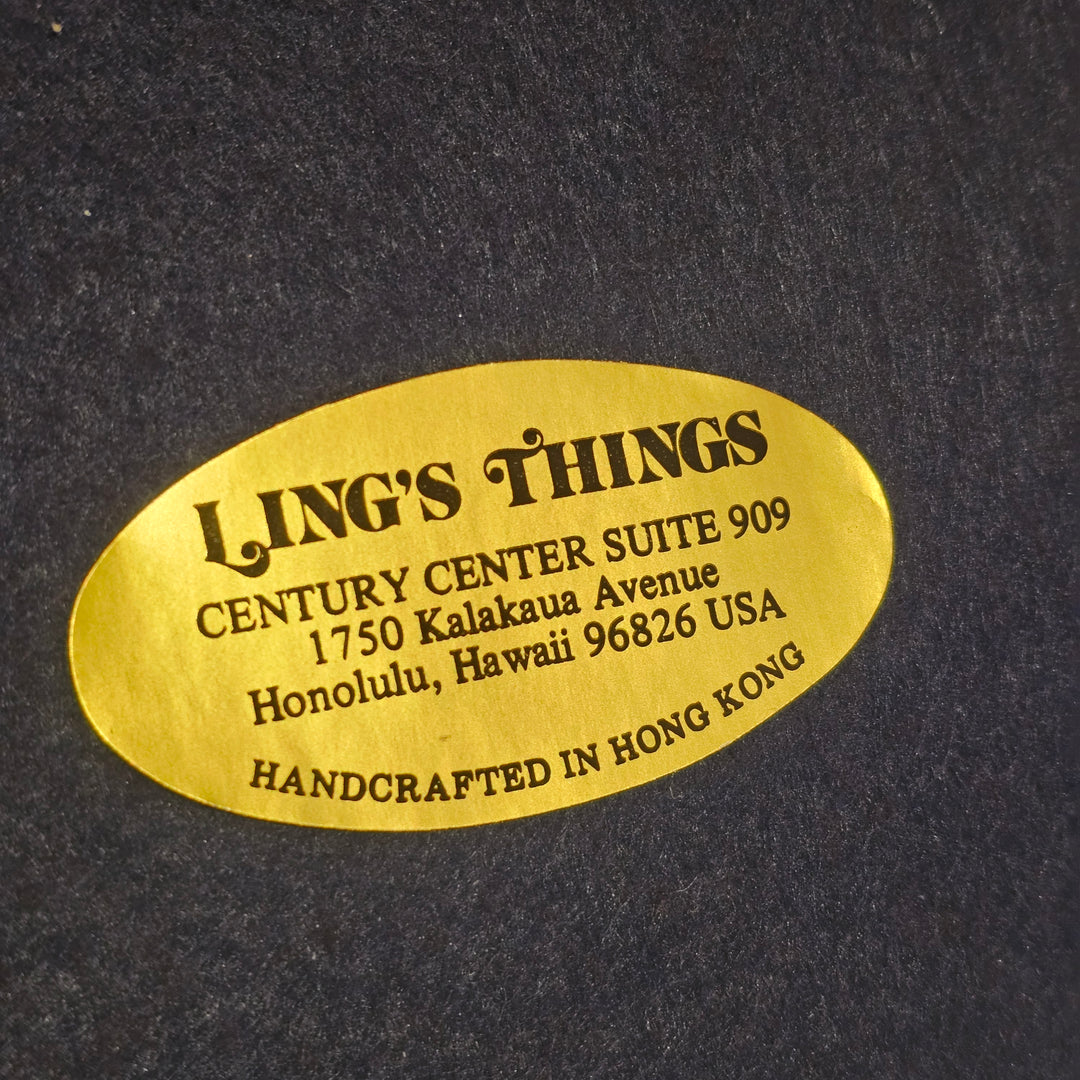 LING'S THINGS
CENTURY CENTER SUITE 909
1750 Kalakaua Avenue
Honolulu, Hawaii 96826 USA
HANDCRAFTED IN HONG KONG